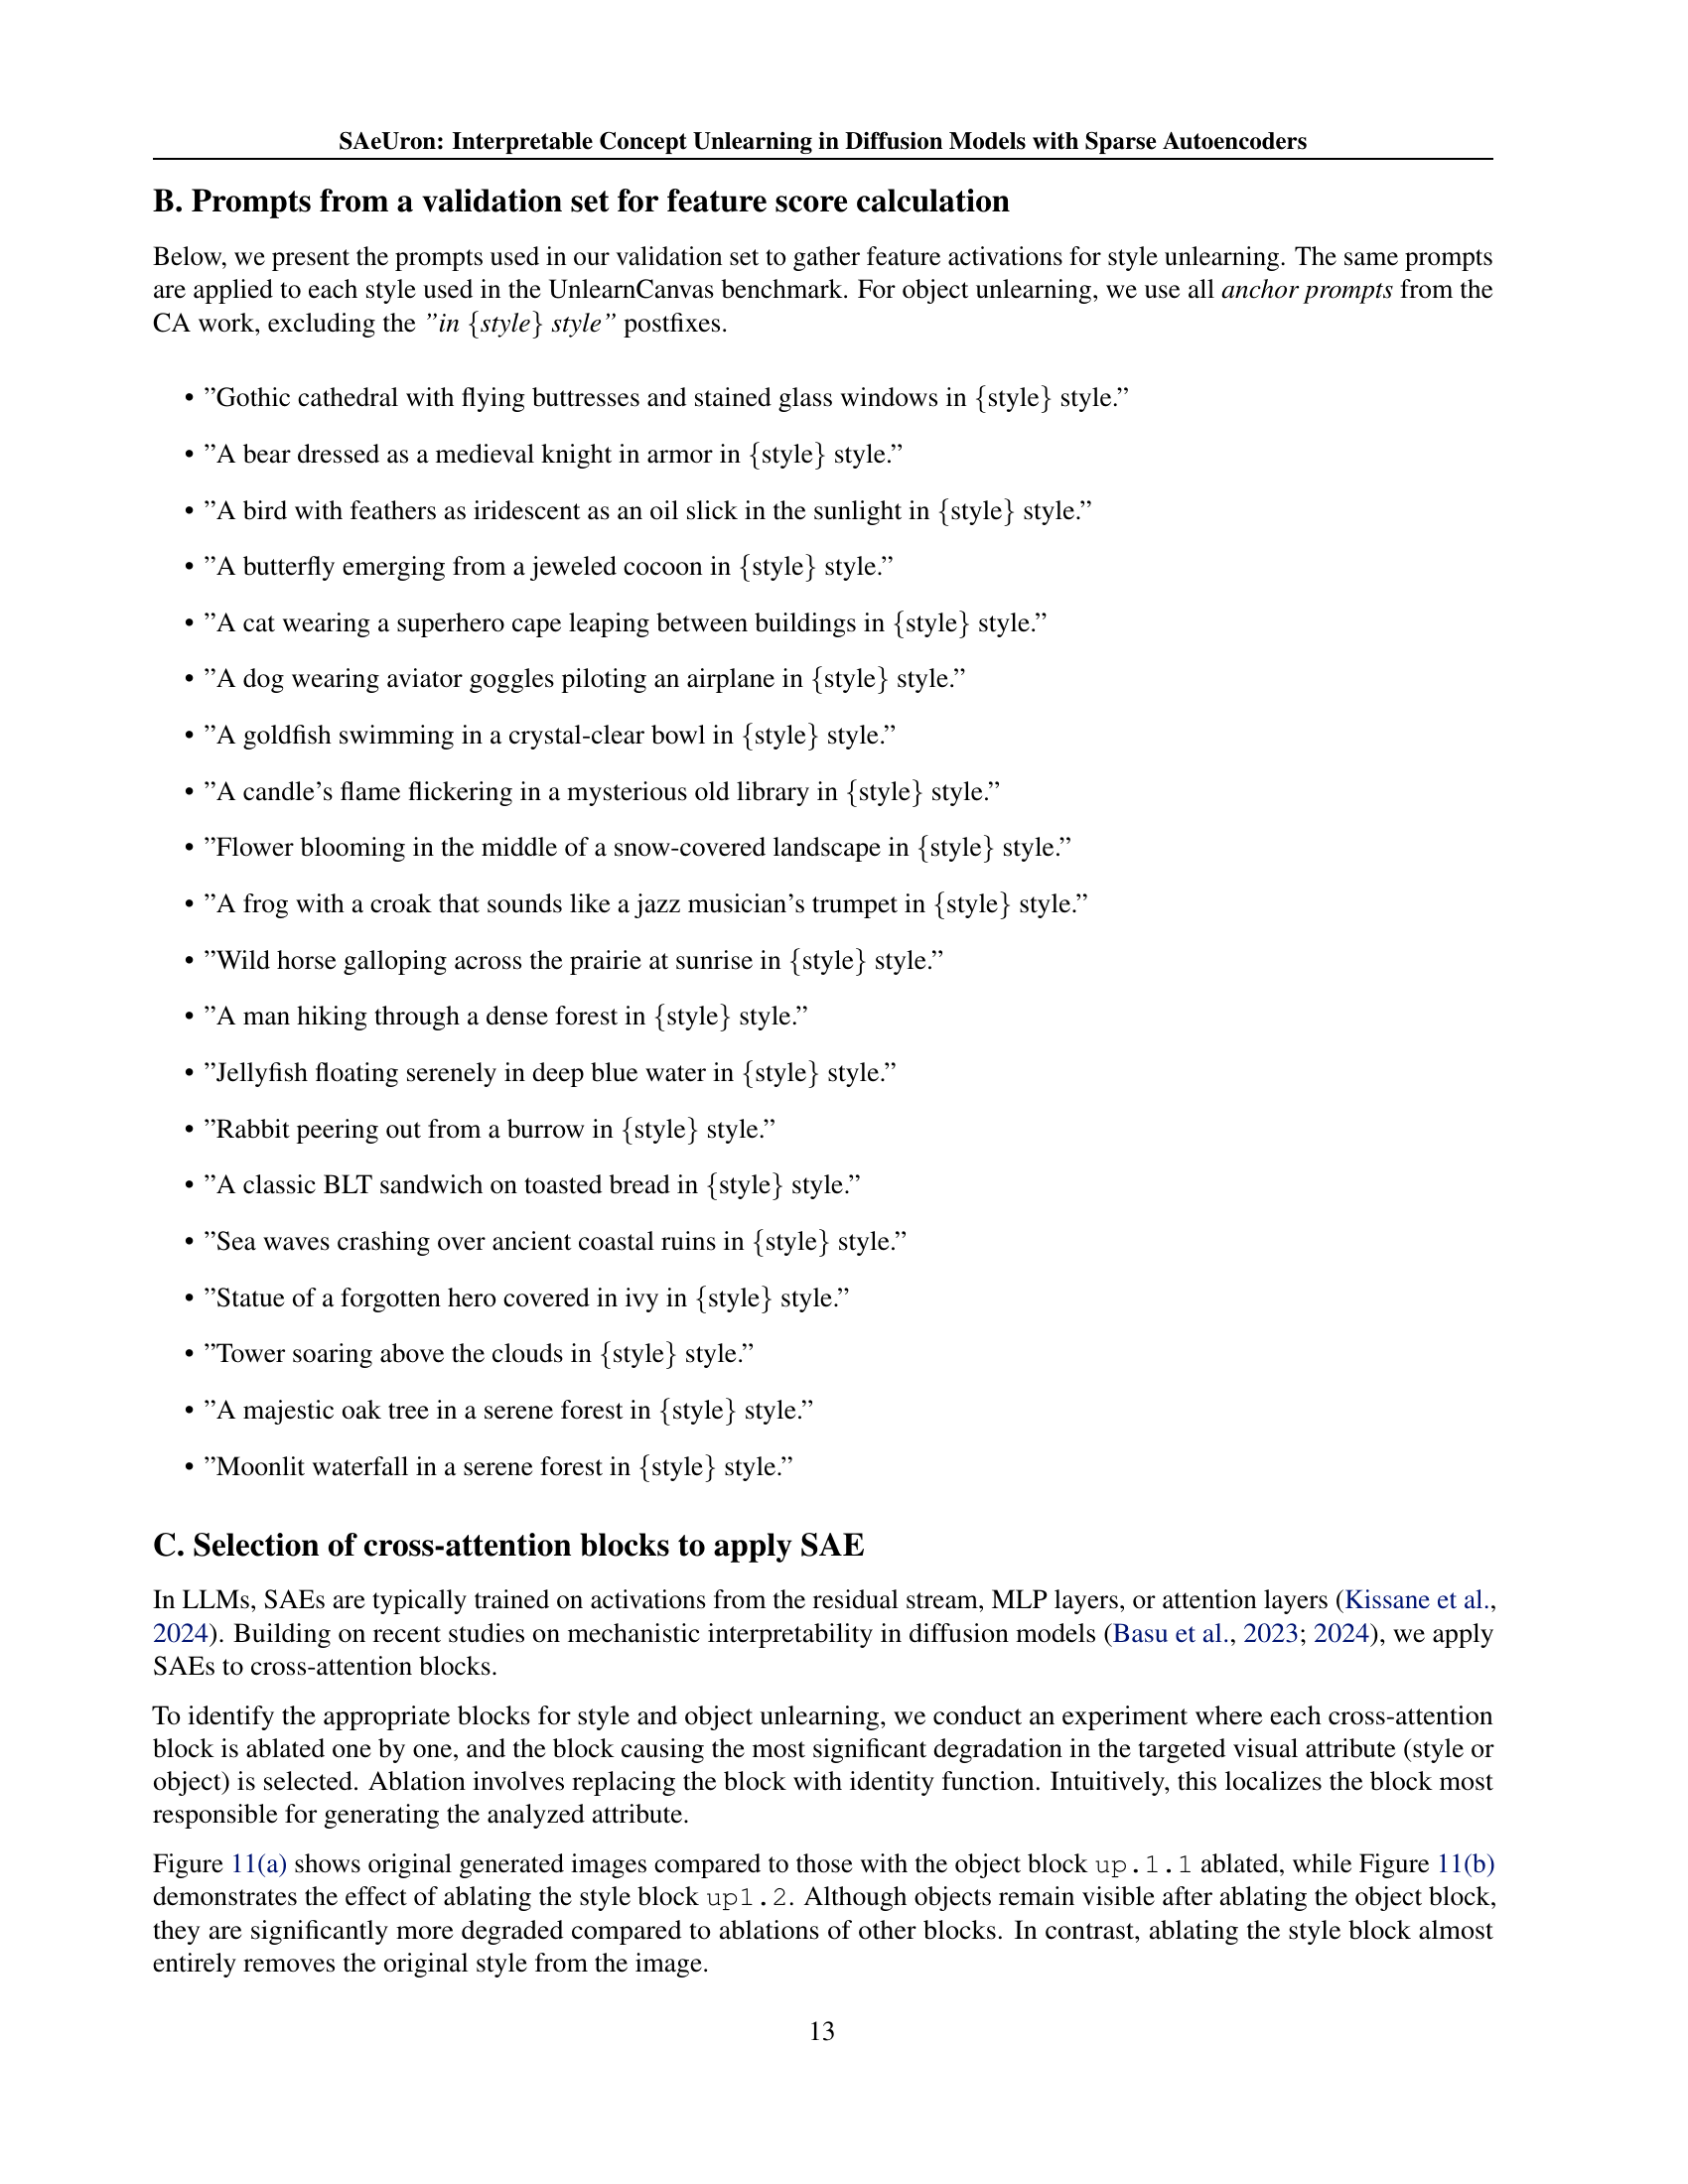 SAeUron: Interpretable Concept Unlearning in Diffusion Models with Sparse Autoencoders
B. Prompts from a validation set for feature score calculation
Below, we present the prompts used in our validation set to gather feature activations for style unlearning. The same prompts
are applied to each style used in the UnlearnCanvas benchmark. For object unlearning, we use all anchor prompts from the
CA work, excluding the ”in {style} style” postfixes.
• ”Gothic cathedral with flying buttresses and stained glass windows in {style} style.”
• ”A bear dressed as a medieval knight in armor in {style} style.”
• ”A bird with feathers as iridescent as an oil slick in the sunlight in {style} style.”
• ”A butterfly emerging from a jeweled cocoon in {style} style.”
• ”A cat wearing a superhero cape leaping between buildings in {style} style.”
• ”A dog wearing aviator goggles piloting an airplane in {style} style.”
• ”A goldfish swimming in a crystal-clear bowl in {style} style.”
• ”A candle’s flame flickering in a mysterious old library in {style} style.”
• ”Flower blooming in the middle of a snow-covered landscape in {style} style.”
• ”A frog with a croak that sounds like a jazz musician’s trumpet in {style} style.”
• ”Wild horse galloping across the prairie at sunrise in {style} style.”
• ”A man hiking through a dense forest in {style} style.”
• ”Jellyfish floating serenely in deep blue water in {style} style.”
• ”Rabbit peering out from a burrow in {style} style.”
• ”A classic BLT sandwich on toasted bread in {style} style.”
• ”Sea waves crashing over ancient coastal ruins in {style} style.”
• ”Statue of a forgotten hero covered in ivy in {style} style.”
• ”Tower soaring above the clouds in {style} style.”
• ”A majestic oak tree in a serene forest in {style} style.”
• ”Moonlit waterfall in a serene forest in {style} style.”
C. Selection of cross-attention blocks to apply SAE
In LLMs, SAEs are typically trained on activations from the residual stream, MLP layers, or attention layers (Kissane et al.,
2024). Building on recent studies on mechanistic interpretability in diffusion models (Basu et al., 2023; 2024), we apply
SAEs to cross-attention blocks.
To identify the appropriate blocks for style and object unlearning, we conduct an experiment where each cross-attention
block is ablated one by one, and the block causing the most significant degradation in the targeted visual attribute (style or
object) is selected. Ablation involves replacing the block with identity function. Intuitively, this localizes the block most
responsible for generating the analyzed attribute.
Figure 11(a) shows original generated images compared to those with the object block up.1.1 ablated, while Figure 11(b)
demonstrates the effect of ablating the style block up1.2. Although objects remain visible after ablating the object block,
they are significantly more degraded compared to ablations of other blocks. In contrast, ablating the style block almost
entirely removes the original style from the image.
13